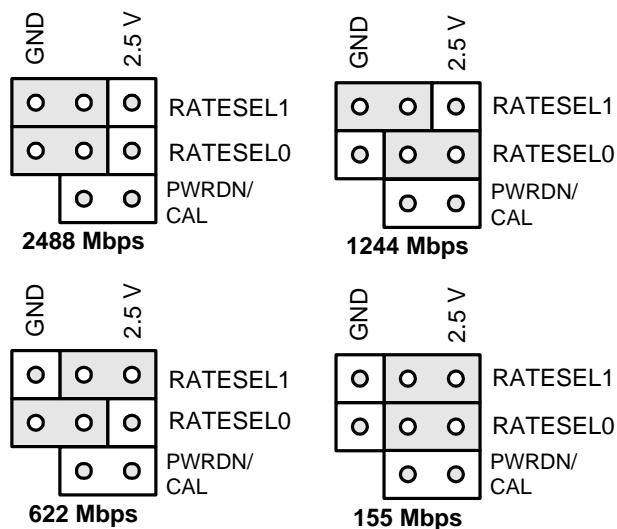 GND
2.5 V
RATESEL1
RATESEL0
PWRDN/
CAL
2488 Mbps
GND
2.5 V
RATESEL1
RATESEL0
PWRDN/
CAL
1244 Mbps
GND
2.5 V
RATESEL1
RATESEL0
PWRDN/
CAL
622 Mbps
GND
2.5 V
RATESEL1
RATESEL0
PWRDN/
CAL
155 Mbps